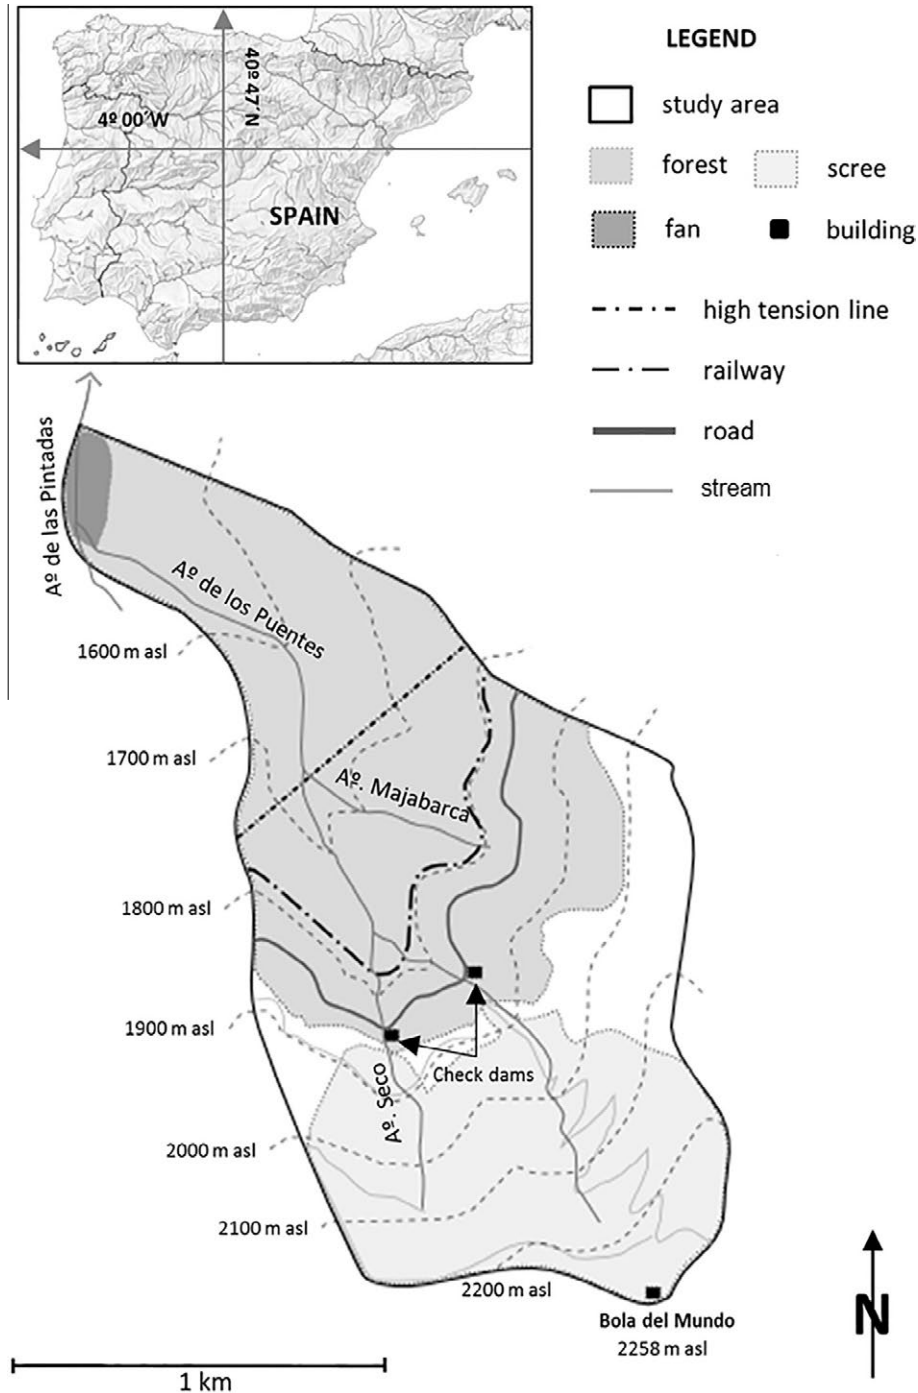 40º 47´N
4º 00´W
SPAIN
LEGEND
study area
forest
scree
fan
building
high tension line
railway
road
stream
Aº de las Pintadas
Aº de los Puentes
1600 m asl
1700 m asl
Aº. Majabarca
1800 m asl
1900 m asl
Check dams
Aº. Seco
2000 m asl
2100 m asl
2200 m asl
Bola del Mundo
2258 m asl
N
1 km